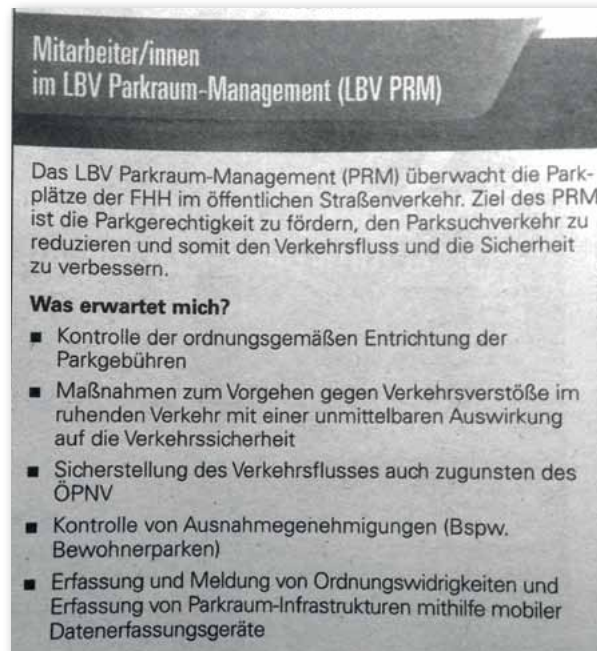 Mitarbeiter/innen
im LBV Parkraum-Management (LBV PRM)
Das LBV Parkraum-Management (PRM) überwacht die Park-
plätze der FHH im öffentlichen Straßenverkehr. Ziel des PRM
ist die Parkgerechtigkeit zu fördern, den Parksuchverkehr zu
reduzieren und somit den Verkehrsfluss und die Sicherheit
zu verbessern.
Was erwartet mich?
■ Kontrolle der ordnungsgemäßen Entrichtung der
Parkgebühren
■ Maßnahmen zum Vorgehen gegen Verkehrsverstöße im
ruhenden Verkehr mit einer unmittelbaren Auswirkung
auf die Verkehrssicherheit
■ Sicherstellung des Verkehrsflusses auch zugunsten des
ÖPNV
■ Kontrolle von Ausnahmegenehmigungen (Bspw.
Bewohnerparken)
■ Erfassung und Meldung von Ordnungswidrigkeiten und
Erfassung von Parkraum-Infrastrukturen mithilfe mobiler
Datenerfassungsgeräte